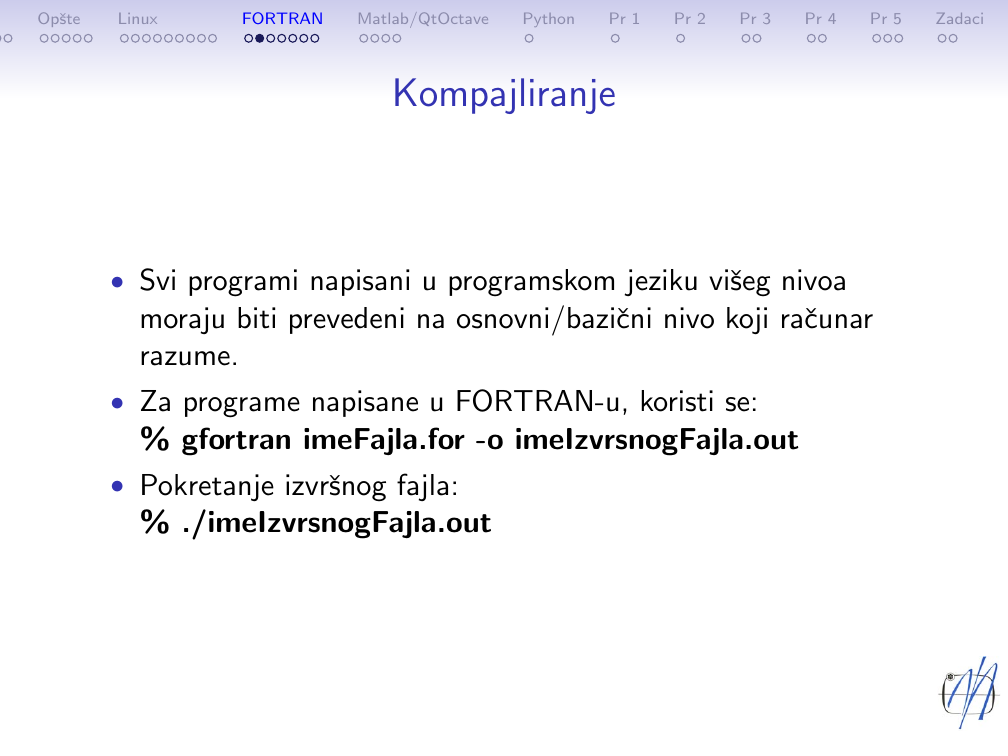 Opšte Linux FORTRAN Matlab/QtOctave Python Pr 1 Pr 2 Pr 3 Pr 4 Pr 5 Zadaci
Kompajliranje
• Svi programi napisani u programskom jeziku višeg nivoa
moraju biti prevedeni na osnovni/bazični nivo koji računar
razume.
• Za programe napisane u FORTRAN-u, koristi se:
% gfortran imeFajla.for -o imeIzvrsnogFajla.out
• Pokretanje izvršnog fajla:
% ./imeIzvrsnogFajla.out